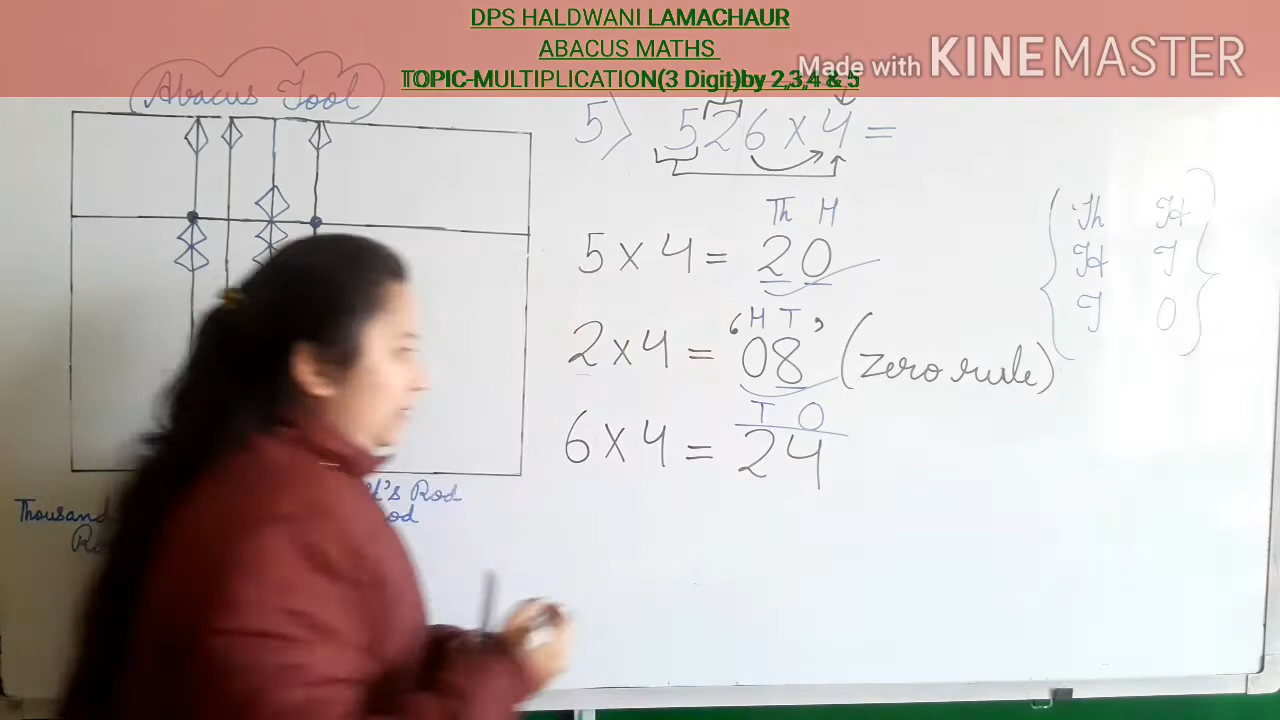 DPS HALDWANI LAMACHAUR
ABACUS MATHS
TOPIC-MULTIPLICATION(3 Digit)by 2,3,4 & 5
Made with KINEMASTER
Abacus Tool
5) 526 x 4 =
Th H
5 x 4 = 20
H T
2 x 4 = 08 (zero rule)
T O
6 x 4 = 24
Th H
H T
T O
Rod
Thousand